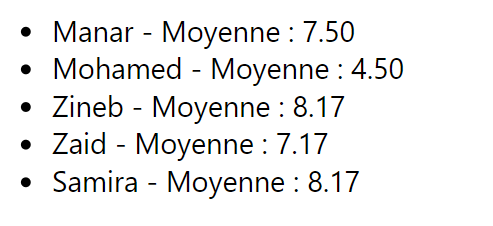 • Manar - Moyenne : 7.50
• Mohamed - Moyenne : 4.50
• Zineb - Moyenne : 8.17
• Zaid - Moyenne : 7.17
• Samira - Moyenne : 8.17